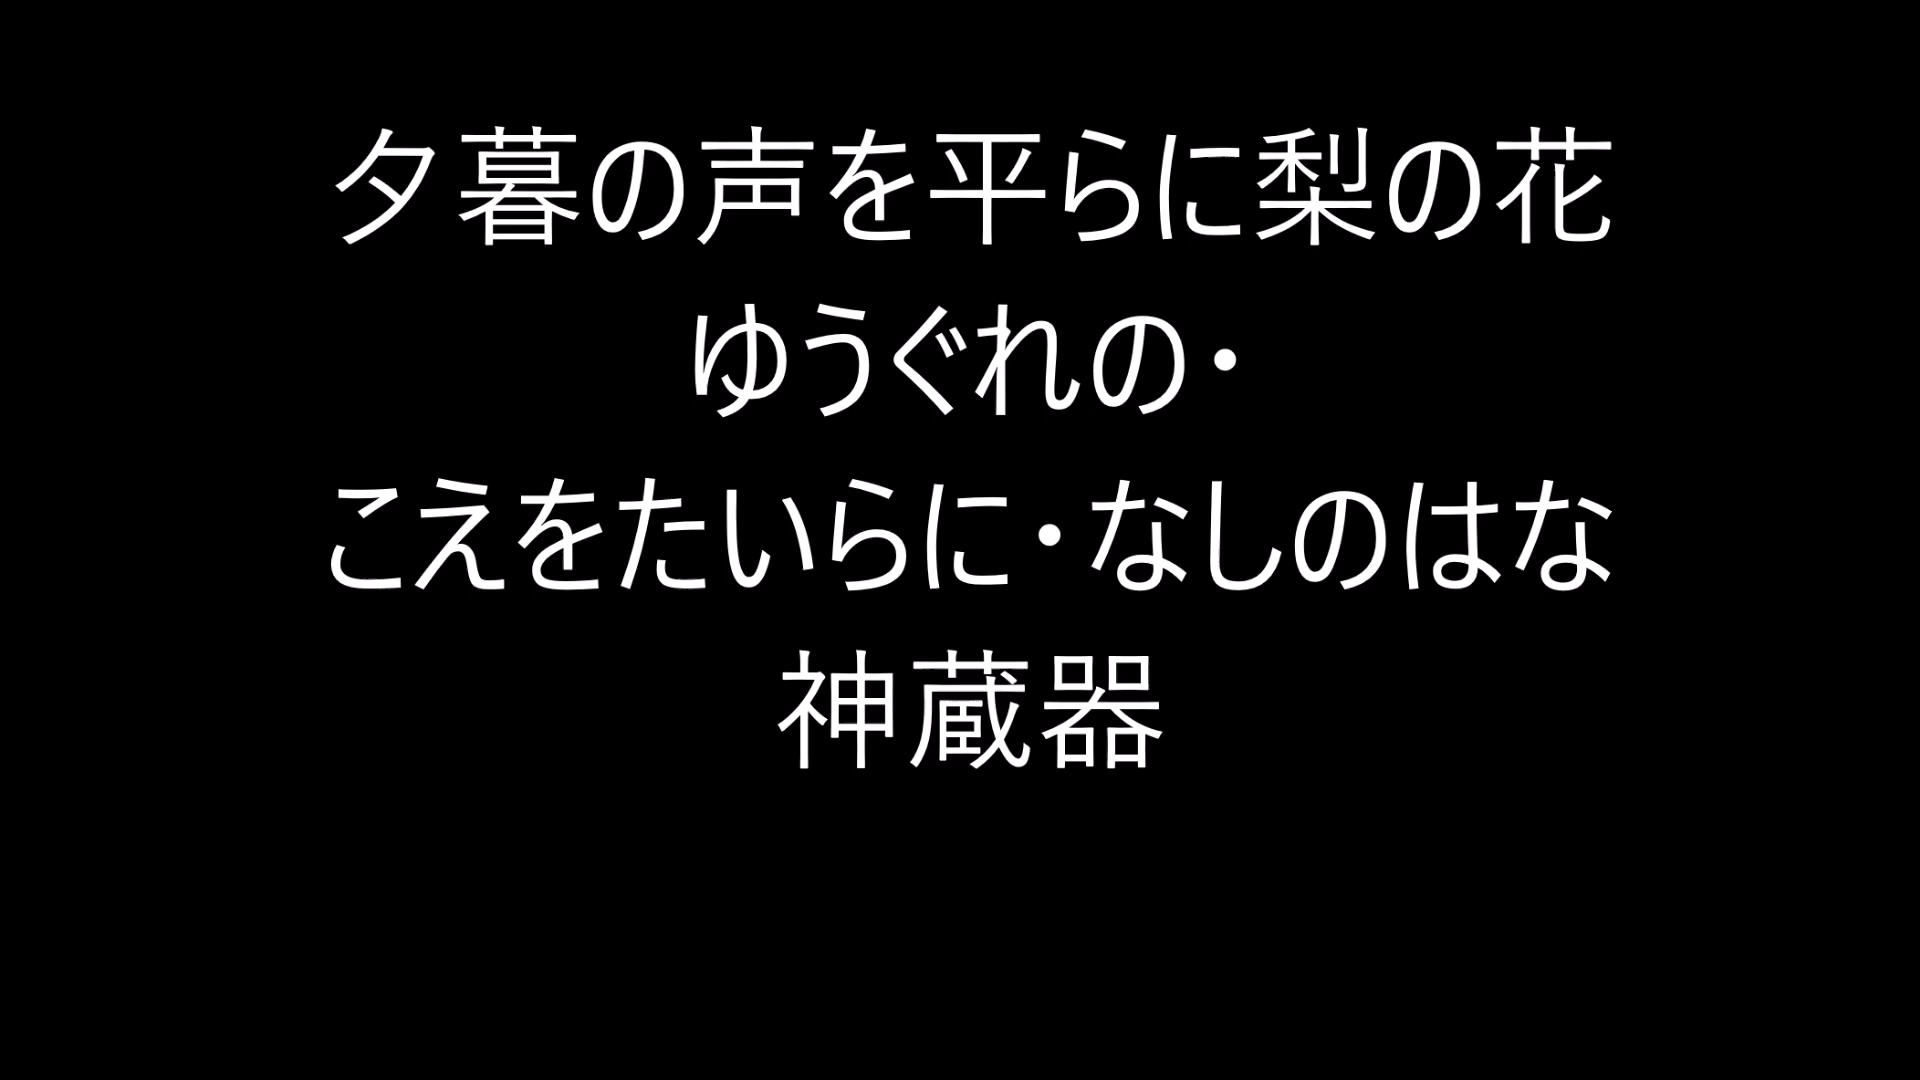 夕暮の声を平らに梨の花
ゆうぐれの・
こえをたいらに・なしのはな
神蔵器